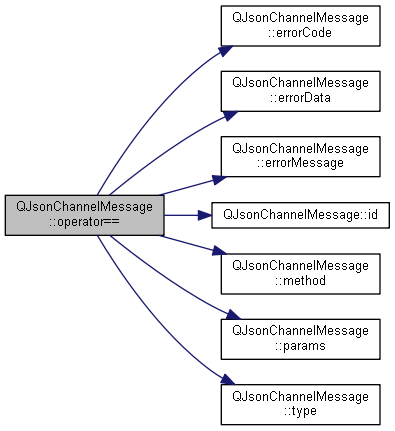 QJsonChannelMessage
::errorCode
QJsonChannelMessage
::errorData
QJsonChannelMessage
::errorMessage
QJsonChannelMessage
::operator==
QJsonChannelMessage::id
QJsonChannelMessage
::method
QJsonChannelMessage
::params
QJsonChannelMessage
::type